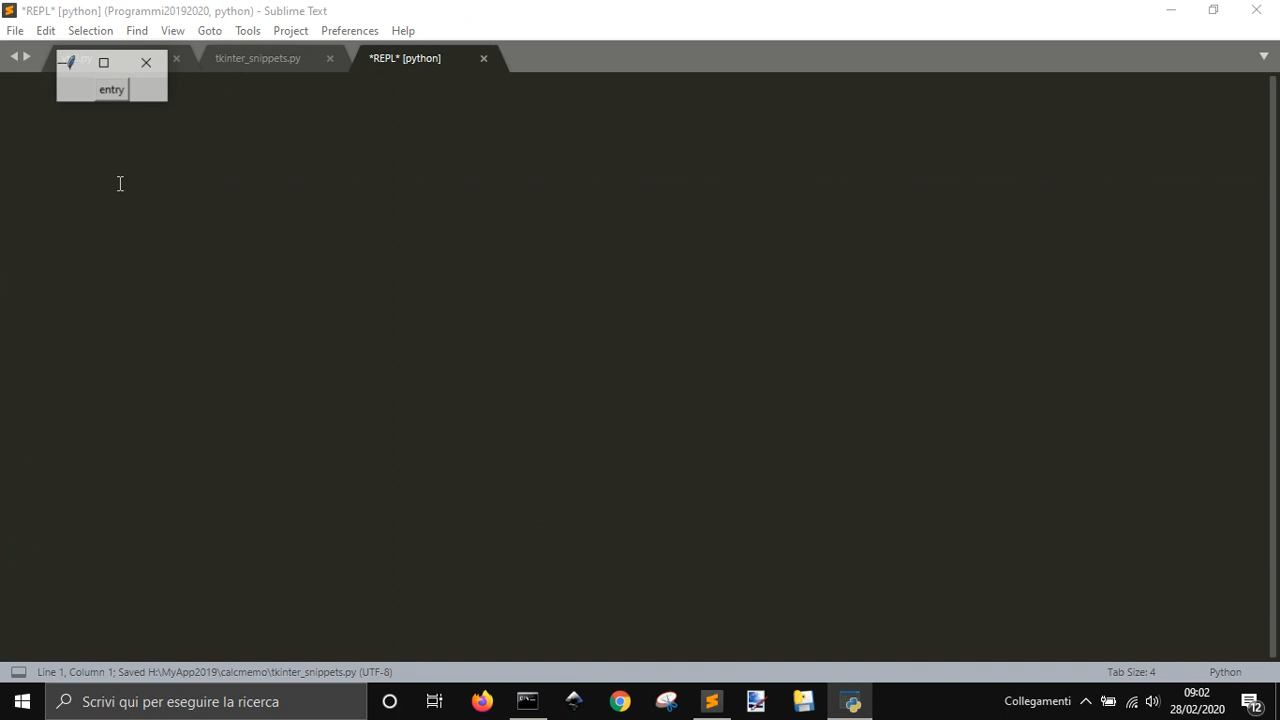 *REPL* [python] (Programmi20192020, python) - Sublime Text
File Edit Selection Find View Goto Tools Project Preferences Help
tkinter_snippets.py *REPL* [python]
entry
Line 1, Column 1; Saved H:\MyApp2019\calcmemo\tkinter_snippets.py (UTF-8) Tab Size: 4 Python
Scrivi qui per eseguire la ricerca
Collegamenti
09:02
28/02/2020
12